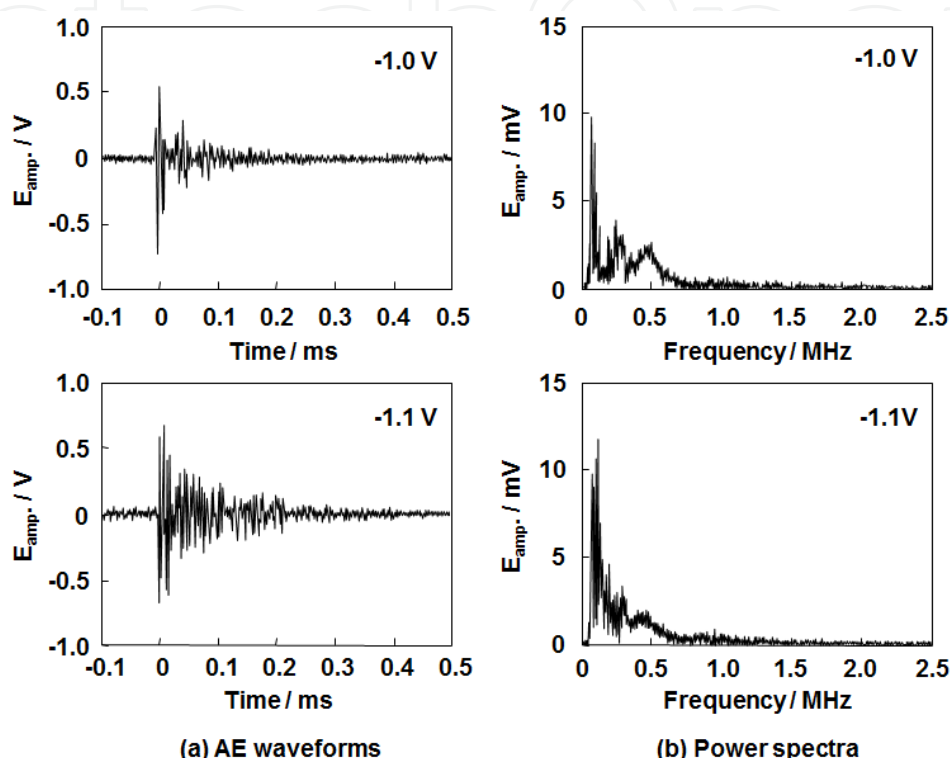 1.0
0.5
0
-0.5
-1.0
E_amp. / V
-1.0 V
-0.1 0 0.1 0.2 0.3 0.4 0.5
Time / ms
15
10
5
0
E_amp. / mV
-1.0 V
0 0.5 1.0 1.5 2.0 2.5
Frequency / MHz
1.0
0.5
0
-0.5
-1.0
E_amp. / V
-1.1 V
-0.1 0 0.1 0.2 0.3 0.4 0.5
Time / ms
15
10
5
0
E_amp. / mV
-1.1V
0 0.5 1.0 1.5 2.0 2.5
Frequency / MHz
(a) AE waveforms
(b) Power spectra